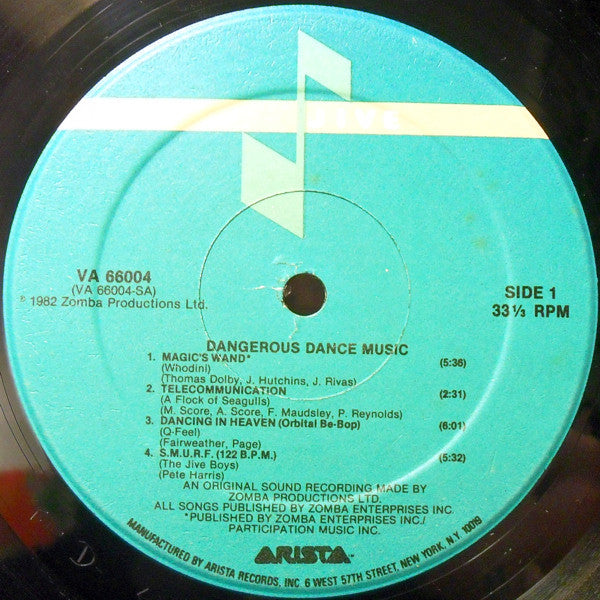 JIVE
VA 66004
(VA 66004-SA)
℗ 1982 Zomba Productions Ltd.
SIDE 1
33⅓ RPM
DANGEROUS DANCE MUSIC
1. MAGIC'S WAND* (5:36)
(Whodini)
(Thomas Dolby, J. Hutchins, J. Rivas)
2. TELECOMMUNICATION (2:31)
(A Flock of Seagulls)
(M. Score, A. Score, F. Maudsley, P. Reynolds)
3. DANCING IN HEAVEN (Orbital Be-Bop) (6:01)
(Q-Feel)
(Fairweather, Page)
4. S.M.U.R.F. (122 B.P.M.) (5:32)
(The Jive Boys)
(Pete Harris)
AN ORIGINAL SOUND RECORDING MADE BY
ZOMBA PRODUCTIONS LTD.
ALL SONGS PUBLISHED BY ZOMBA ENTERPRISES INC.
*PUBLISHED BY ZOMBA ENTERPRISES INC./
PARTICIPATION MUSIC INC.
ARISTA
MANUFACTURED BY ARISTA RECORDS, INC. 6 WEST 57TH STREET, NEW YORK, N.Y. 10019